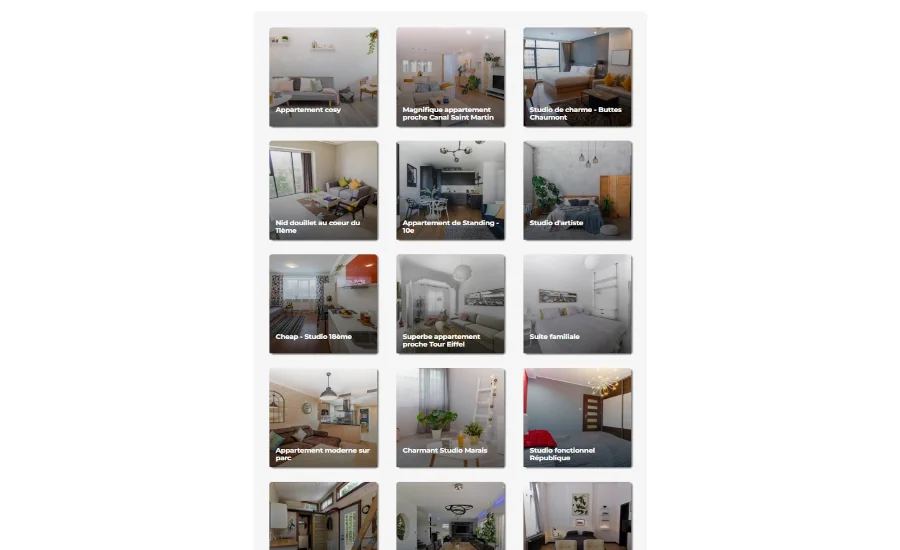 Appartement cosy
Magnifique appartement
proche Canal Saint Martin
Studio de charme - Buttes
Chaumont
Nid douillet au coeur du
11ème
Appartement de Standing -
10e
Studio d'artiste
Cheap - Studio 18ème
Superbe appartement
proche Tour Eiffel
Suite familiale
Appartement moderne sur
parc
Charmant Studio Marais
Studio fonctionnel
République